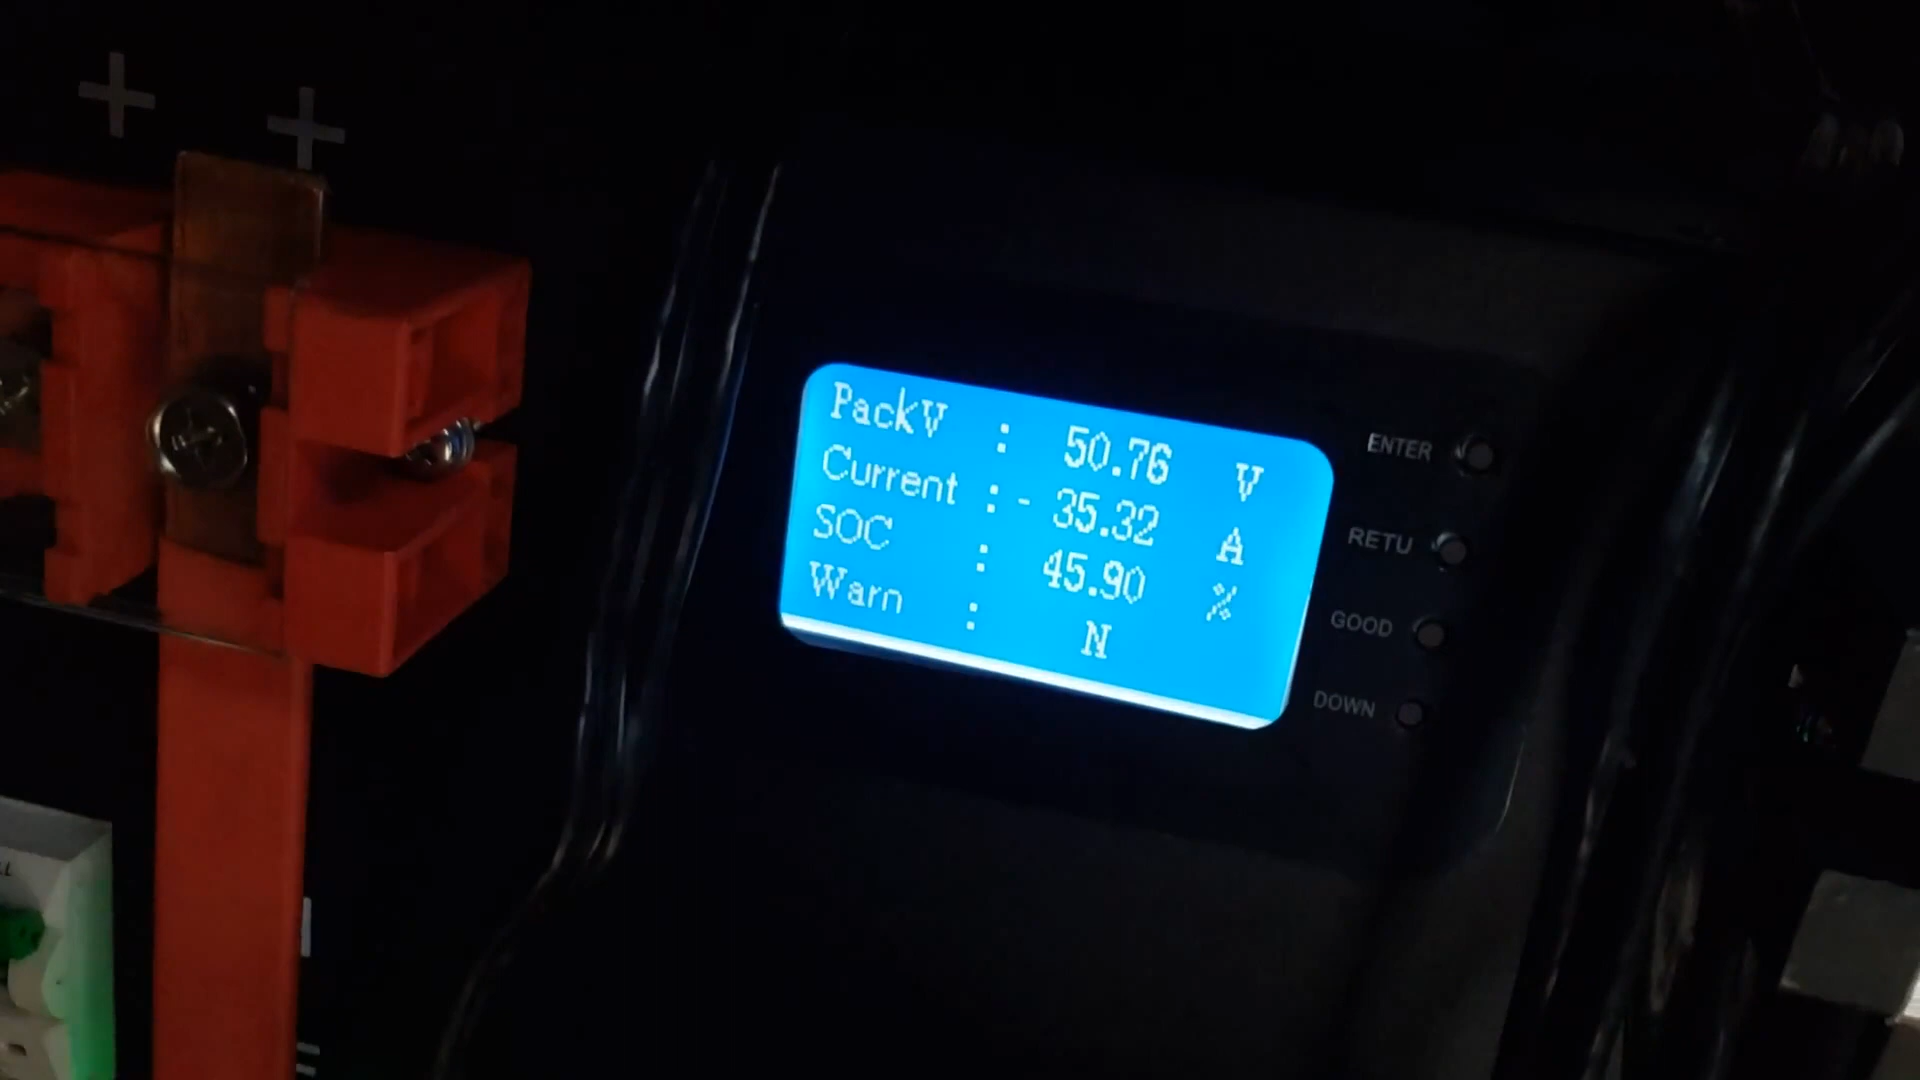 + +
PackV : 50.76 V
Current : - 35.32 A
SOC : 45.90 %
Warn : N
ENTER
RETU
GOOD
DOWN